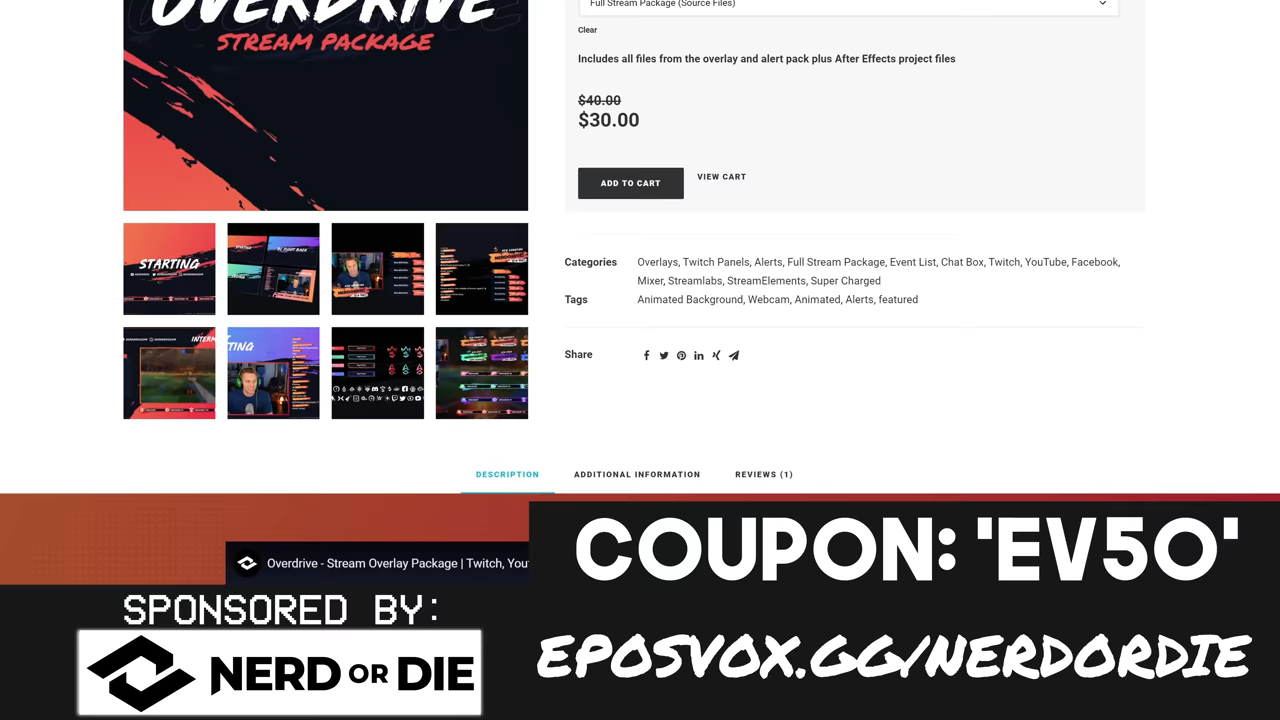 OVERDRIVE
STREAM PACKAGE
Full Stream Package (Source Files)
Clear
Includes all files from the overlay and alert pack plus After Effects project files
$40.00
$30.00
ADD TO CART
VIEW CART
STARTING
BE RIGHT BACK
Categories
Overlays, Twitch Panels, Alerts, Full Stream Package, Event List, Chat Box, Twitch, YouTube, Facebook,
Mixer, Streamlabs, StreamElements, Super Charged
Tags
Animated Background, Webcam, Animated, Alerts, featured
Share
DESCRIPTION
ADDITIONAL INFORMATION
REVIEWS (1)
Overdrive - Stream Overlay Package | Twitch, You
COUPON: 'EV50'
SPONSORED BY:
NERD OR DIE
EPOSVOX.GG/NERDORDIE